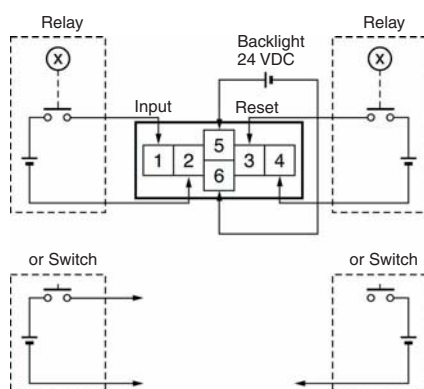 Relay
Backlight
24 VDC
Relay
X
X
Input
Reset
1 2 5 3 4
6
or Switch
or Switch